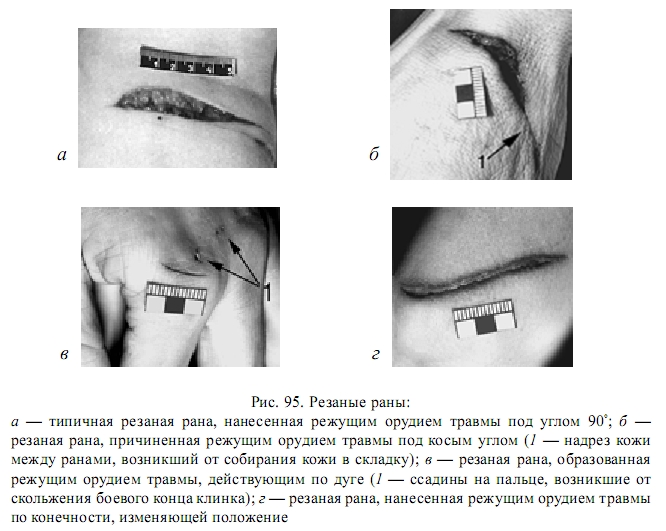 а
б
1
в
1
г
Рис. 95. Резаные раны:
а — типичная резаная рана, нанесенная режущим орудием травмы под углом 90°; б —
резаная рана, причиненная режущим орудием травмы под косым углом (1 — надрез кожи
между ранами, возникший от собирания кожи в складку); в — резаная рана, образованная
режущим орудием травмы, действующим по дуге (1 — ссадины на пальце, возникшие от
скольжения боевого конца клинка); г — резаная рана, нанесенная режущим орудием травмы
по конечности, изменяющей положение